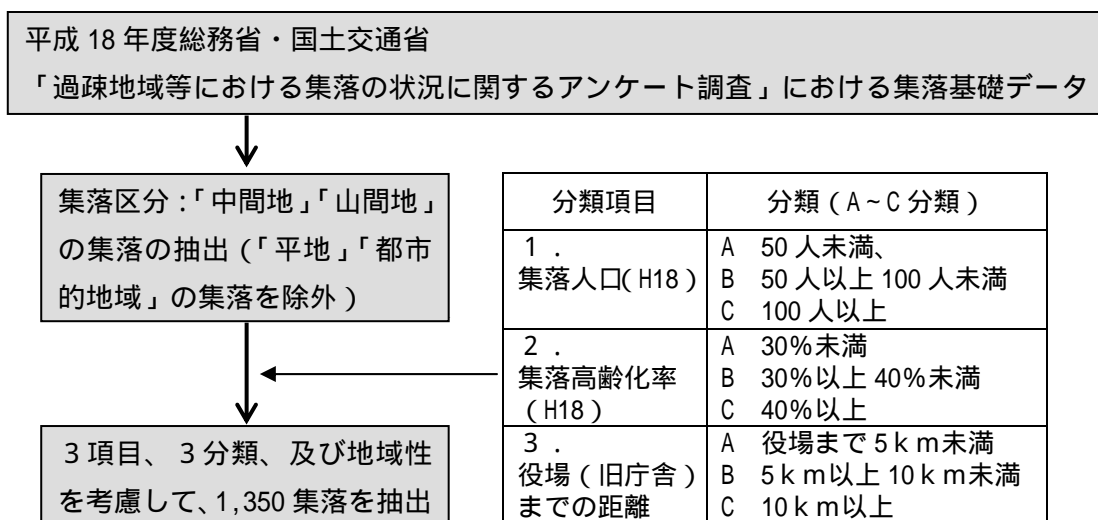 平成 18 年度総務省・国土交通省
「過疎地域等における集落の状況に関するアンケート調査」における集落基礎データ
集落区分：「中間地」「山間地」
の集落の抽出（「平地」「都市
的地域」の集落を除外）
3項目、3分類、及び地域性
を考慮して、1,350 集落を抽出
分類項目
分類（A～C 分類）
1．
集落人口（H18）
A 50 人未満、
B 50 人以上 100 人未満
C 100 人以上
2．
集落高齢化率
（H18）
A 30%未満
B 30%以上 40%未満
C 40%以上
3．
役場（旧庁舎）
までの距離
A 役場まで 5ｋｍ未満
B 5ｋｍ以上 10ｋｍ未満
C 10ｋｍ以上